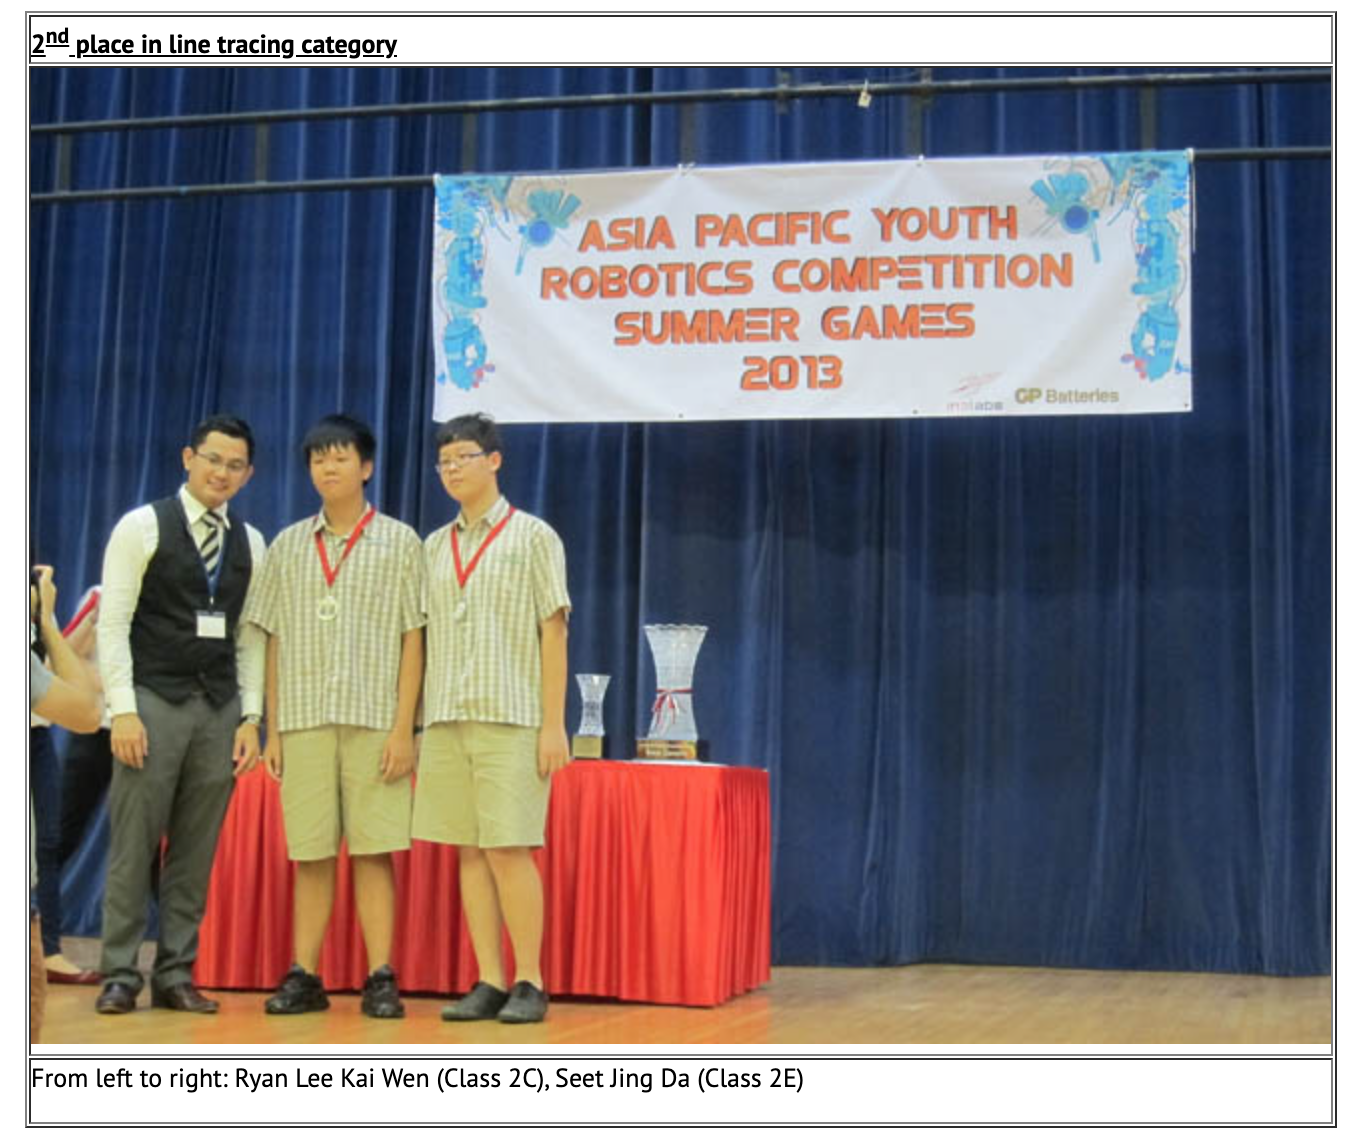 2nd place in line tracing category
ASIA PACIFIC YOUTH
ROBOTICS COMPETITION
SUMMER GAMES
2013
GP Batteries
From left to right: Ryan Lee Kai Wen (Class 2C), Seet Jing Da (Class 2E)